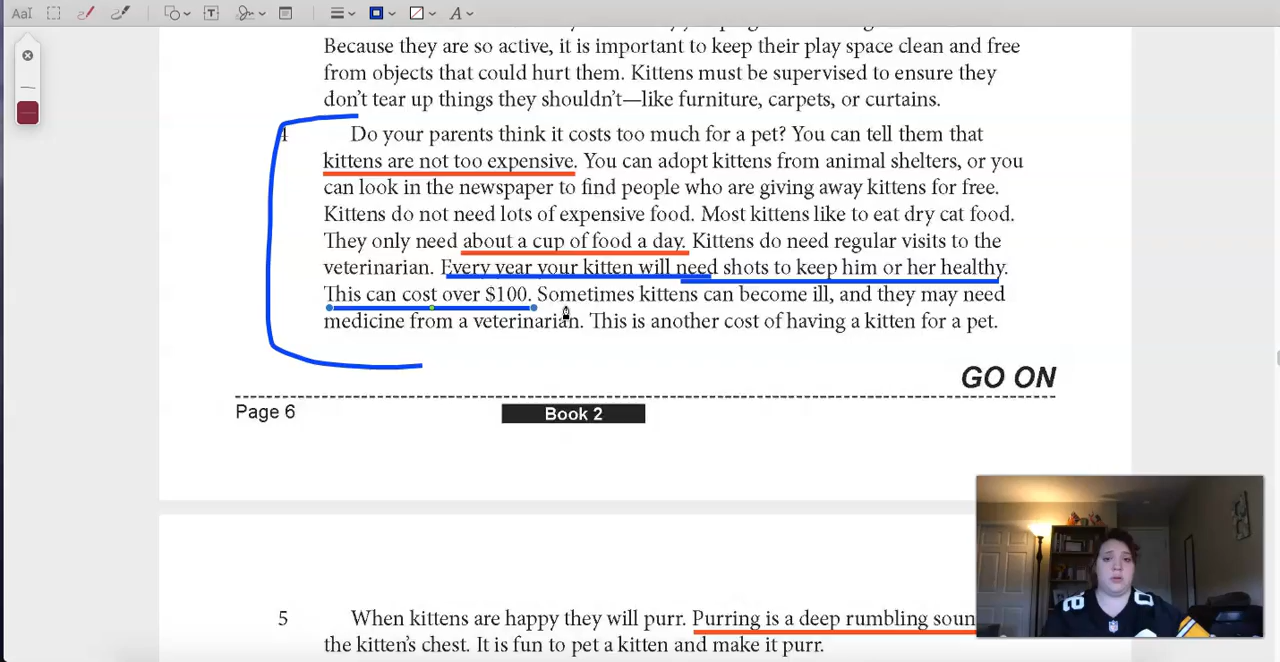 Because they are so active, it is important to keep their play space clean and free
from objects that could hurt them. Kittens must be supervised to ensure they
don't tear up things they shouldn't—like furniture, carpets, or curtains.
4 Do your parents think it costs too much for a pet? You can tell them that
kittens are not too expensive. You can adopt kittens from animal shelters, or you
can look in the newspaper to find people who are giving away kittens for free.
Kittens do not need lots of expensive food. Most kittens like to eat dry cat food.
They only need about a cup of food a day. Kittens do need regular visits to the
veterinarian. Every year your kitten will need shots to keep him or her healthy.
This can cost over $100. Sometimes kittens can become ill, and they may need
medicine from a veterinarian. This is another cost of having a kitten for a pet.
GO ON
Page 6 Book 2
5 When kittens are happy they will purr. Purring is a deep rumbling soun
the kitten's chest. It is fun to pet a kitten and make it purr.